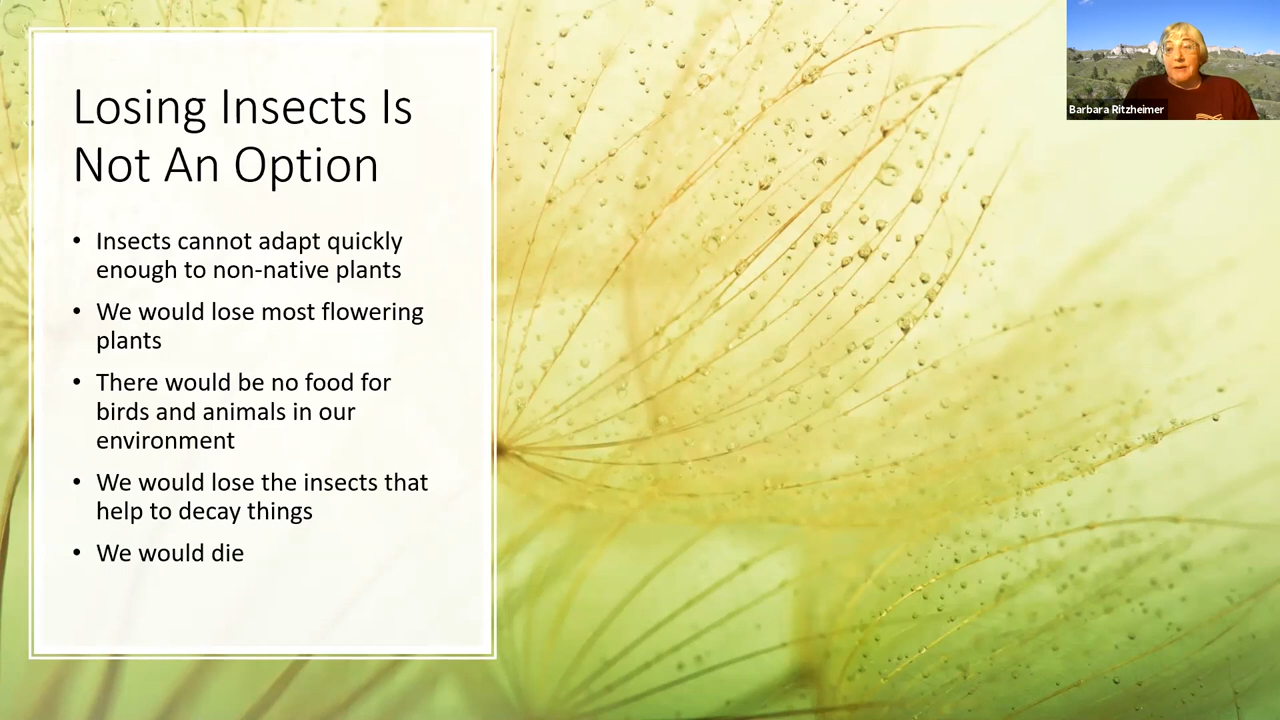 Losing Insects Is
Not An Option
• Insects cannot adapt quickly
enough to non-native plants
• We would lose most flowering
plants
• There would be no food for
birds and animals in our
environment
• We would lose the insects that
help to decay things
• We would die
Barbara Ritzheimer